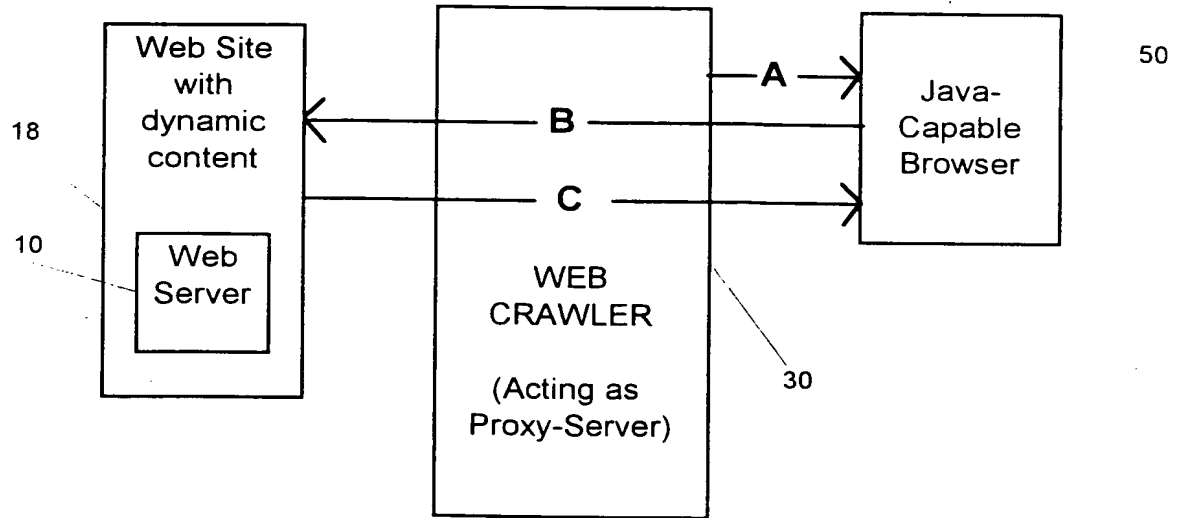 Web Site
with
dynamic
content
18
10
Web
Server
A
B
C
WEB
CRAWLER
(Acting as
Proxy-Server)
30
Java-
Capable
Browser
50